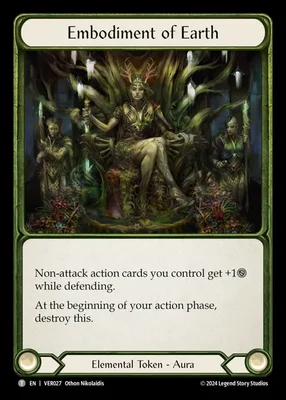 Embodiment of Earth
Non-attack action cards you control get +1
while defending.
At the beginning of your action phase,
destroy this.
Elemental Token - Aura
T EN | VER027 Othon Nikolaidis
© 2024 Legend Story Studios